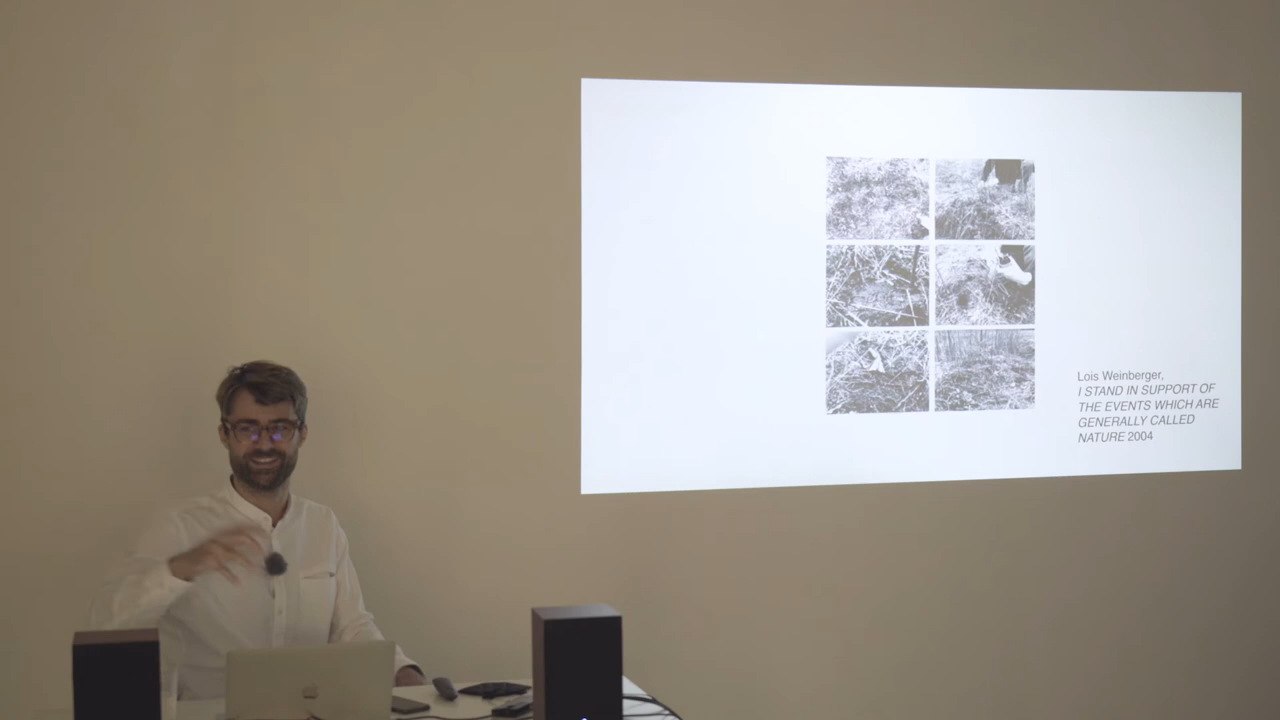 Lois Weinberger,
I STAND IN SUPPORT OF
THE EVENTS WHICH ARE
GENERALLY CALLED
NATURE 2004